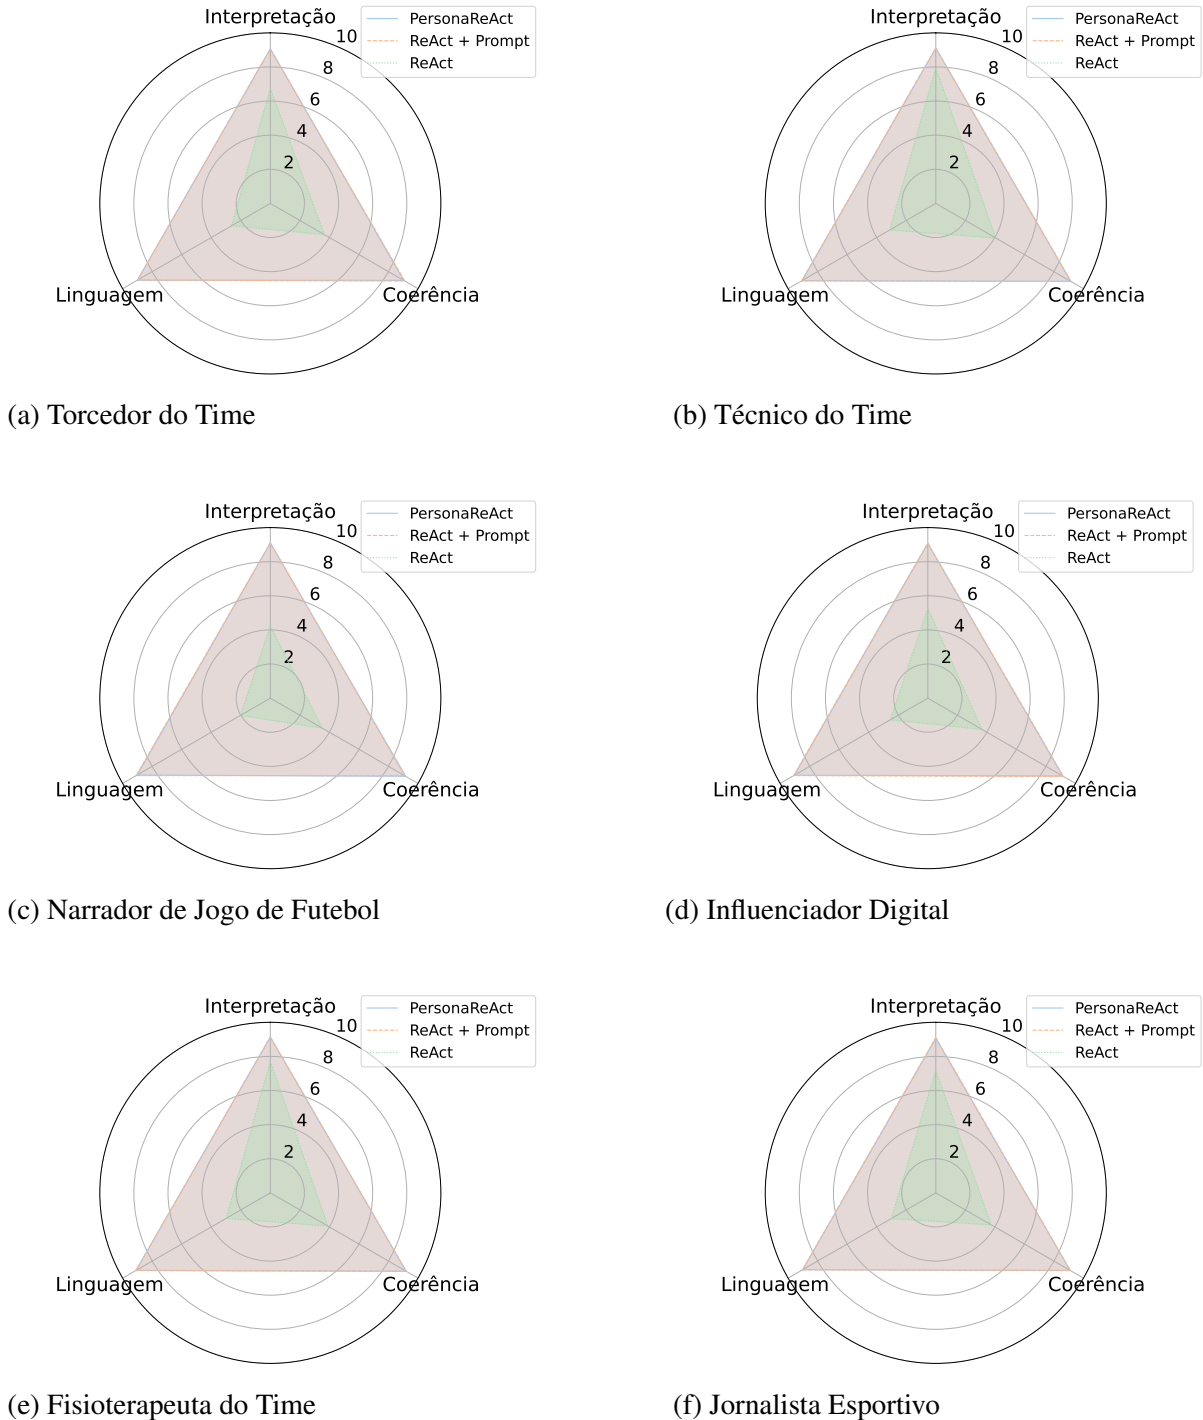 Interpretação
10
8
6
4
2
Linguagem
Coerência
PersonaReAct
ReAct + Prompt
ReAct
(a) Torcedor do Time
Interpretação
10
8
6
4
2
Linguagem
Coerência
PersonaReAct
ReAct + Prompt
ReAct
(b) Técnico do Time
Interpretação
10
8
6
4
2
Linguagem
Coerência
PersonaReAct
ReAct + Prompt
ReAct
(c) Narrador de Jogo de Futebol
Interpretação
10
8
6
4
2
Linguagem
Coerência
PersonaReAct
ReAct + Prompt
ReAct
(d) Influenciador Digital
Interpretação
10
8
6
4
2
Linguagem
Coerência
PersonaReAct
ReAct + Prompt
ReAct
(e) Fisioterapeuta do Time
Interpretação
10
8
6
4
2
Linguagem
Coerência
PersonaReAct
ReAct + Prompt
ReAct
(f) Jornalista Esportivo